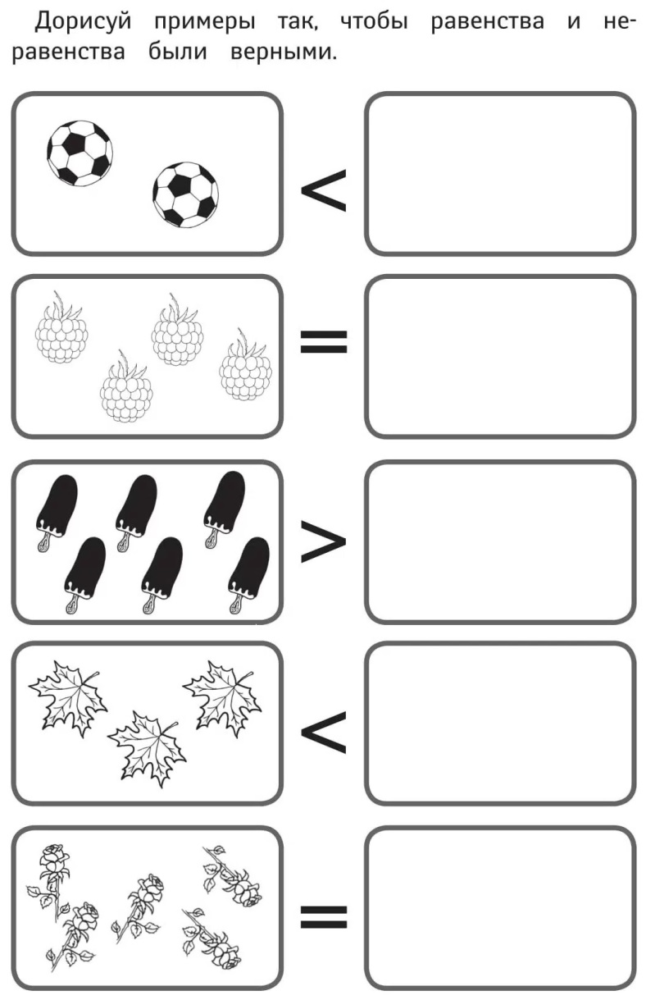 Дорисуй примеры так, чтобы равенства и не-
равенства были верными.
<
=
>
<
=